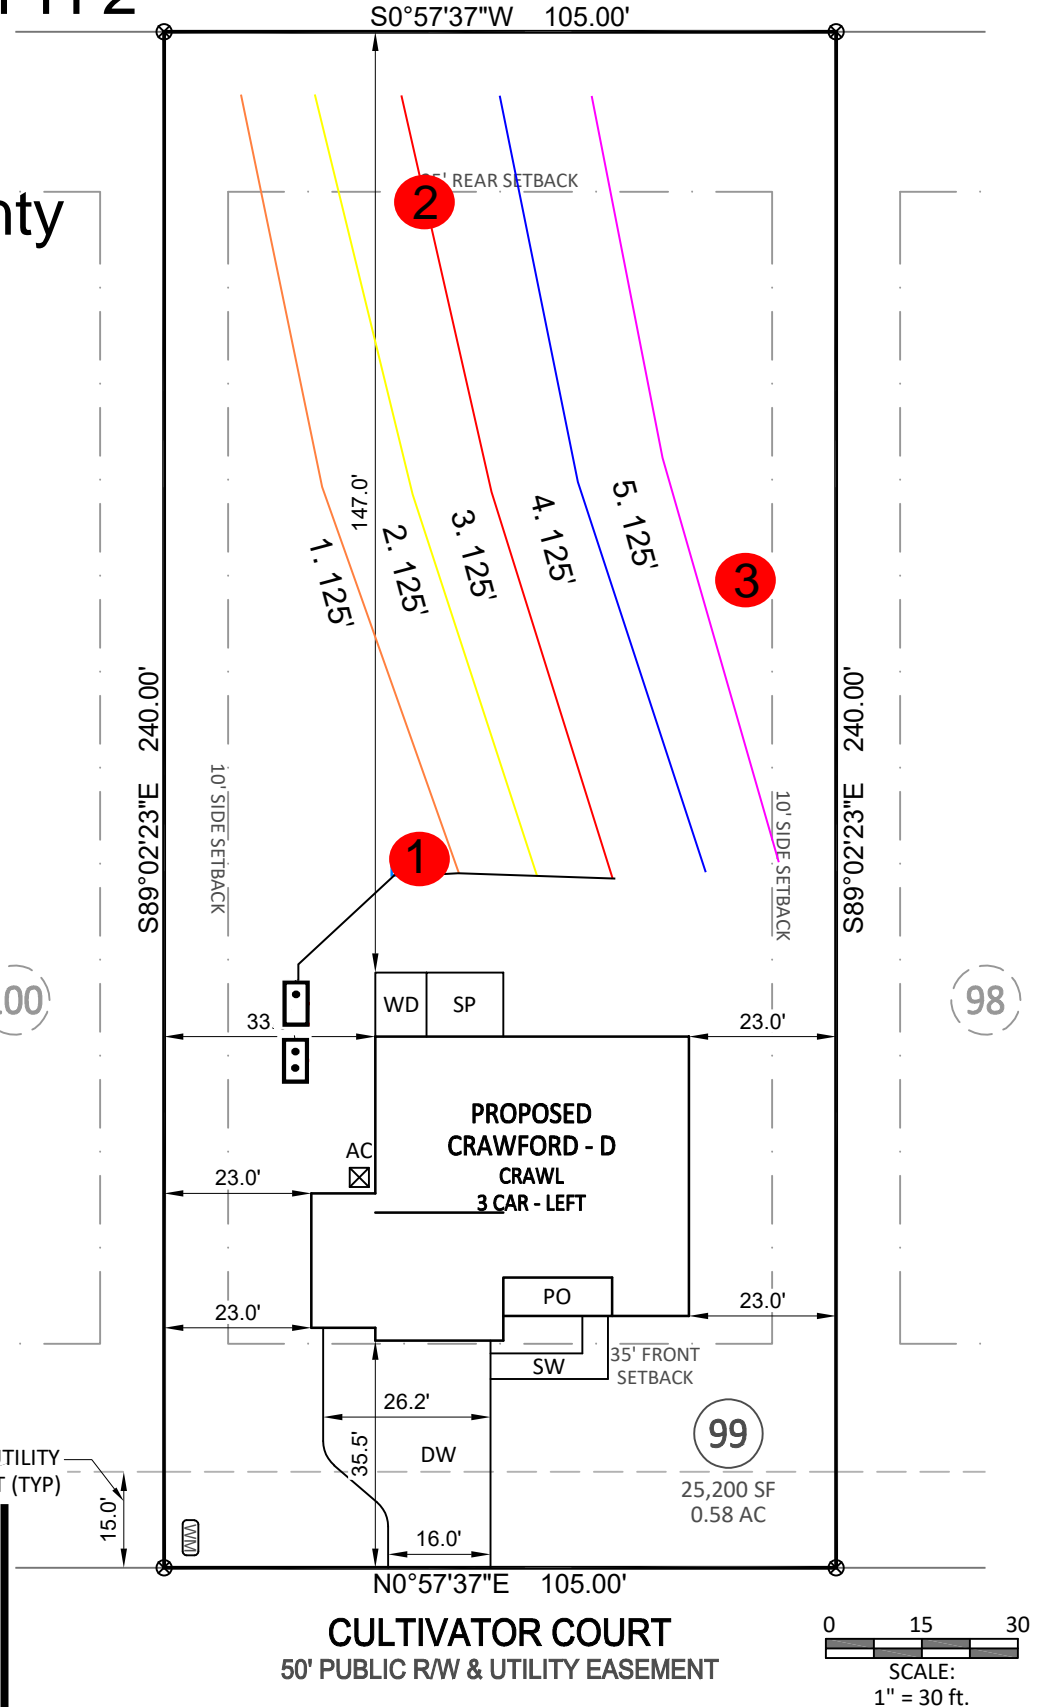 S0°57'37"W 105.00'
nty
REAR SETBACK
2
147.0'
1. 125'
2. 125'
3. 125'
4. 125'
5. 125'
3
S89°02'23"E 240.00'
S89°02'23"E 240.00'
10' SIDE SETBACK
10' SIDE SETBACK
1
00
98
WD
SP
33.
23.0'
PROPOSED
CRAWFORD - D
CRAWL
3 CAR - LEFT
AC
23.0'
23.0'
PO
23.0'
SW
35' FRONT
SETBACK
26.2'
35.5'
DW
99
25,200 SF
0.58 AC
UTILITY
T (TYP)
15.0'
WM
16.0'
N0°57'37"E 105.00'
CULTIVATOR COURT
50' PUBLIC R/W & UTILITY EASEMENT
0 15 30
SCALE:
1" = 30 ft.